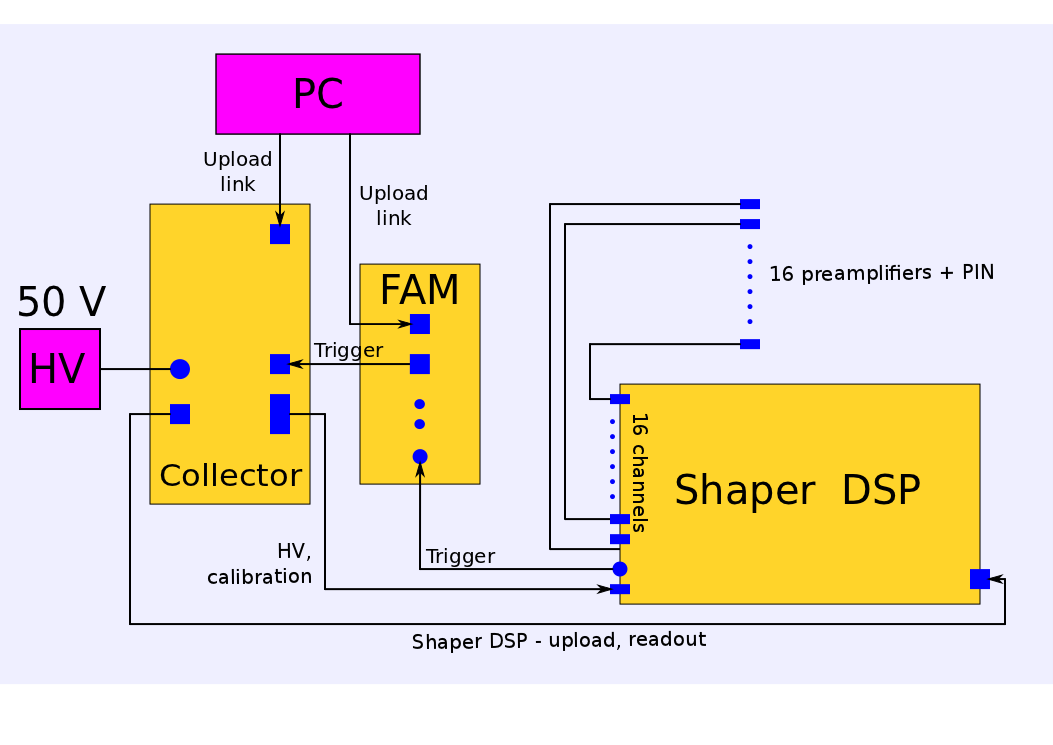 PC
Upload
link
Upload
link
16 preamplifiers + PIN
FAM
50 V
HV
Trigger
Collector
16 channels
Shaper DSP
HV,
calibration
Trigger
Shaper DSP - upload, readout